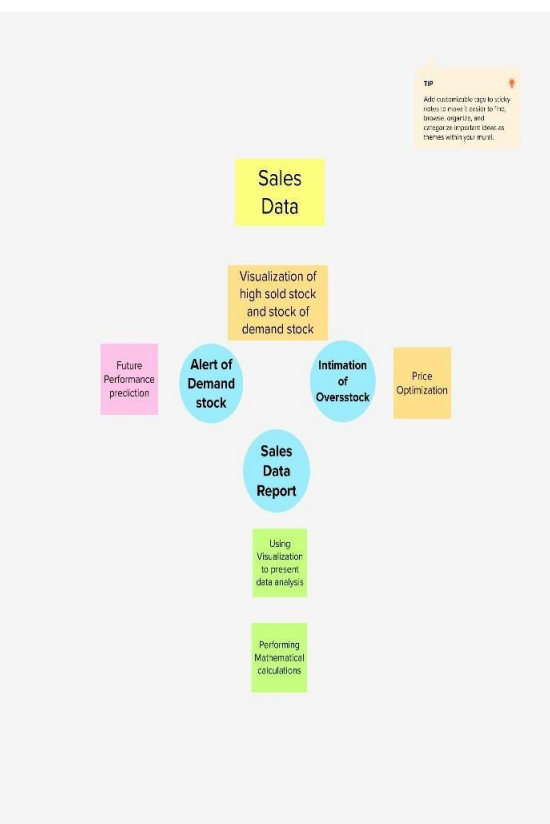 TIP
Add customizable tags to sticky
notes to make it easier to find,
browse, organize, and
categorize important ideas as
themes within your mural.
Sales
Data
Visualization of
high sold stock
and stock of
demand stock
Future
Performance
prediction
Alert of
Demand
stock
Intimation
of
Oversstock
Price
Optimization
Sales
Data
Report
Using
Visualization
to present
data analysis
Performing
Mathematical
calculations